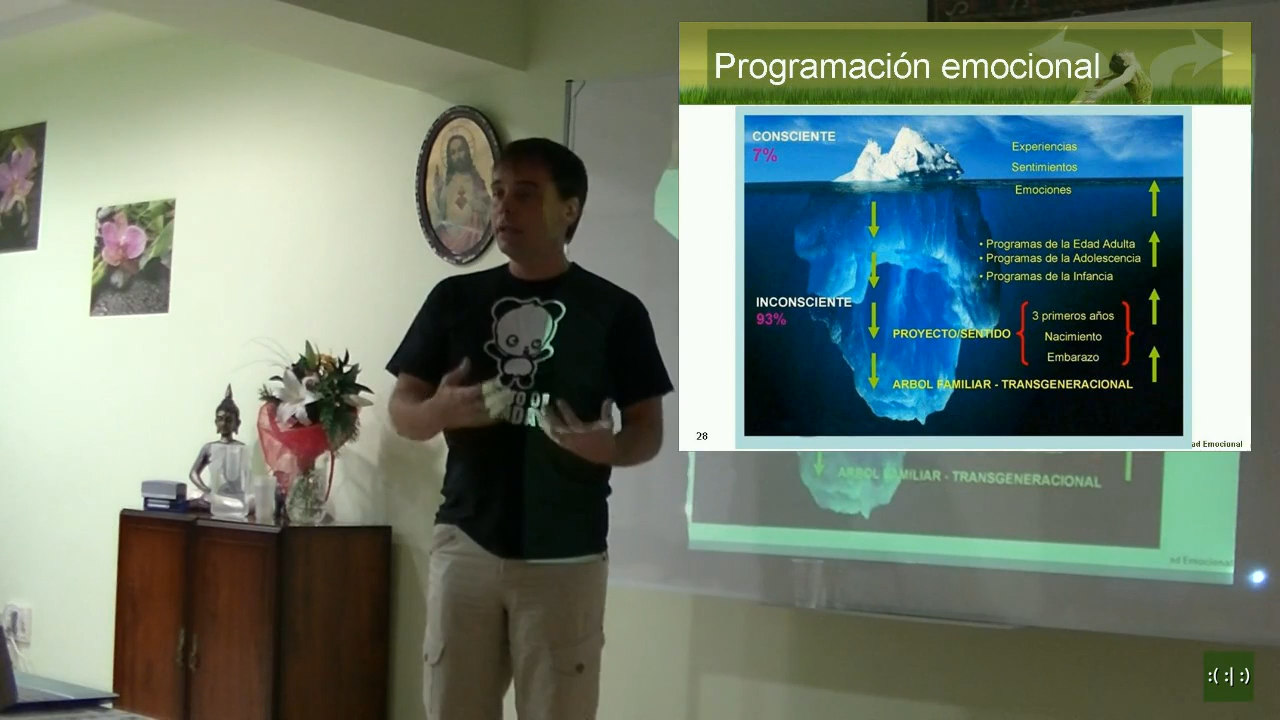 Programación emocional
CONSCIENTE
7%
Experiencias
Sentimientos
Emociones
• Programas de la Edad Adulta
• Programas de la Adolescencia
• Programas de la Infancia
INCONSCIENTE
93%
PROYECTO/SENTIDO
3 primeros años
Nacimiento
Embarazo
ARBOL FAMILIAR - TRANSGENERACIONAL
28
ad Emocional
ARBOL FAMILIAR - TRANSGENERACIONAL
ad Emocional
:( :| :)